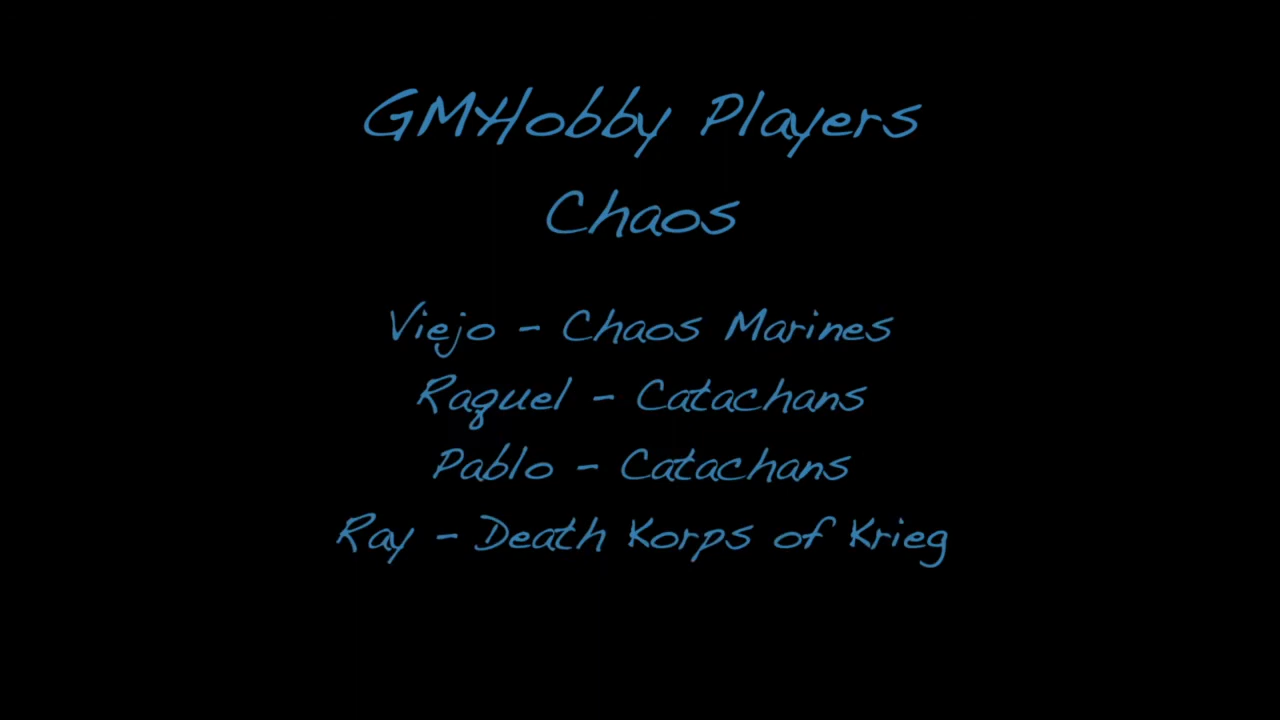 GMHobby Players
Chaos
Viejo - Chaos Marines
Raquel - Catachans
Pablo - Catachans
Ray - Death Korps of Krieg